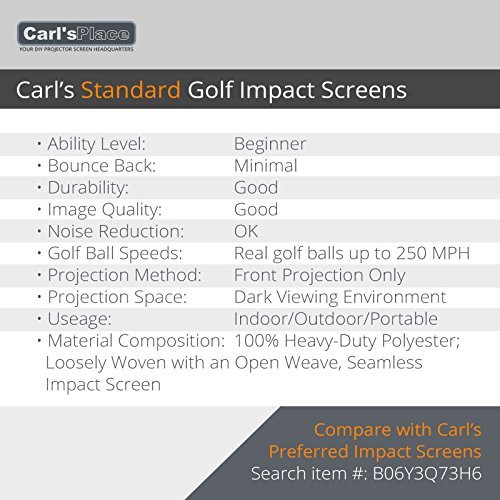 Carl'sPlace
YOUR DIY PROJECTOR SCREEN HEADQUARTERS
Carl's Standard Golf Impact Screens
• Ability Level: Beginner
• Bounce Back: Minimal
• Durability: Good
• Image Quality: Good
• Noise Reduction: OK
• Golf Ball Speeds: Real golf balls up to 250 MPH
• Projection Method: Front Projection Only
• Projection Space: Dark Viewing Environment
• Useage: Indoor/Outdoor/Portable
• Material Composition: 100% Heavy-Duty Polyester;
Loosely Woven with an Open Weave, Seamless
Impact Screen
Compare with Carl's
Preferred Impact Screens
Search item #: B06Y3Q73H6